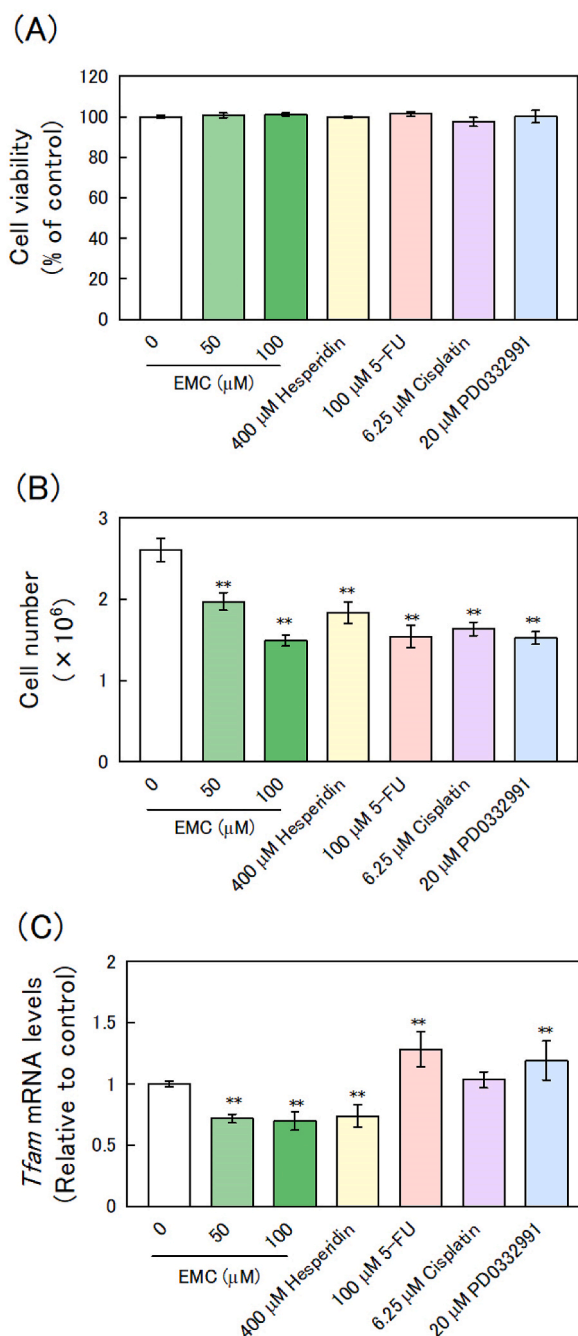 (A)
Cell viability
(% of control)
120
100
80
60
40
20
0
0
50
100
EMC (μM)
400 μM Hesperidin
100 μM 5-FU
6.25 μM Cisplatin
20 μM PD0332991
(B)
Cell number
(×10⁶)
3
2
1
0
**
**
**
**
**
**
0
50
100
EMC (μM)
400 μM Hesperidin
100 μM 5-FU
6.25 μM Cisplatin
20 μM PD0332991
(C)
Tfam mRNA levels
(Relative to control)
2
1.5
1
0.5
0
**
**
**
**
**
0
50
100
EMC (μM)
400 μM Hesperidin
100 μM 5-FU
6.25 μM Cisplatin
20 μM PD0332991